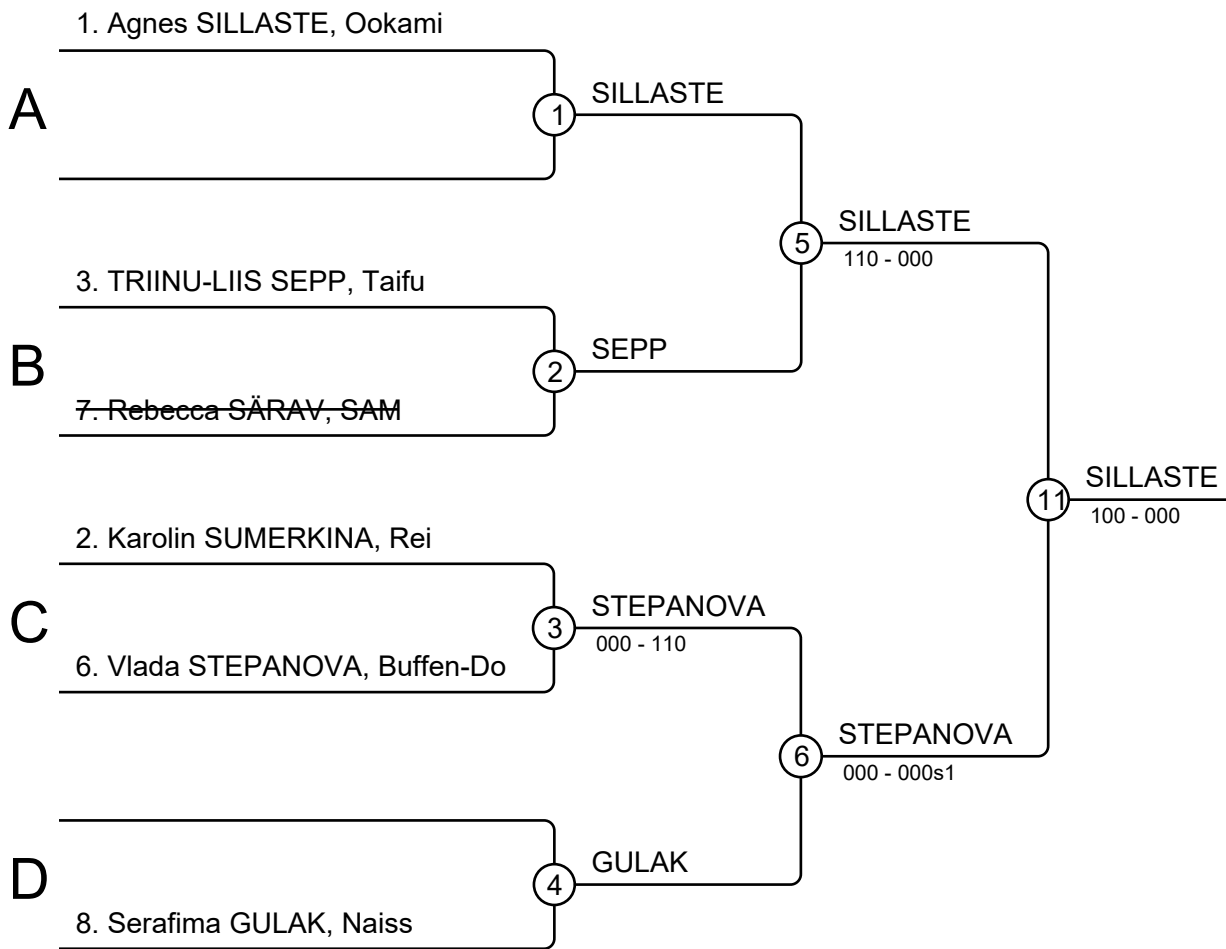 1. Agnes SILLASTE, Ookami
A
1
SILLASTE
5
SILLASTE
110 - 000
3. TRIINU-LIIS SEPP, Taifu
B
2
SEPP
7. Rebecca SÄRAV, SAM
11
SILLASTE
100 - 000
2. Karolin SUMERKINA, Rei
C
3
STEPANOVA
000 - 110
6. Vlada STEPANOVA, Buffen-Do
6
STEPANOVA
000 - 000s1
D
4
GULAK
8. Serafima GULAK, Naiss